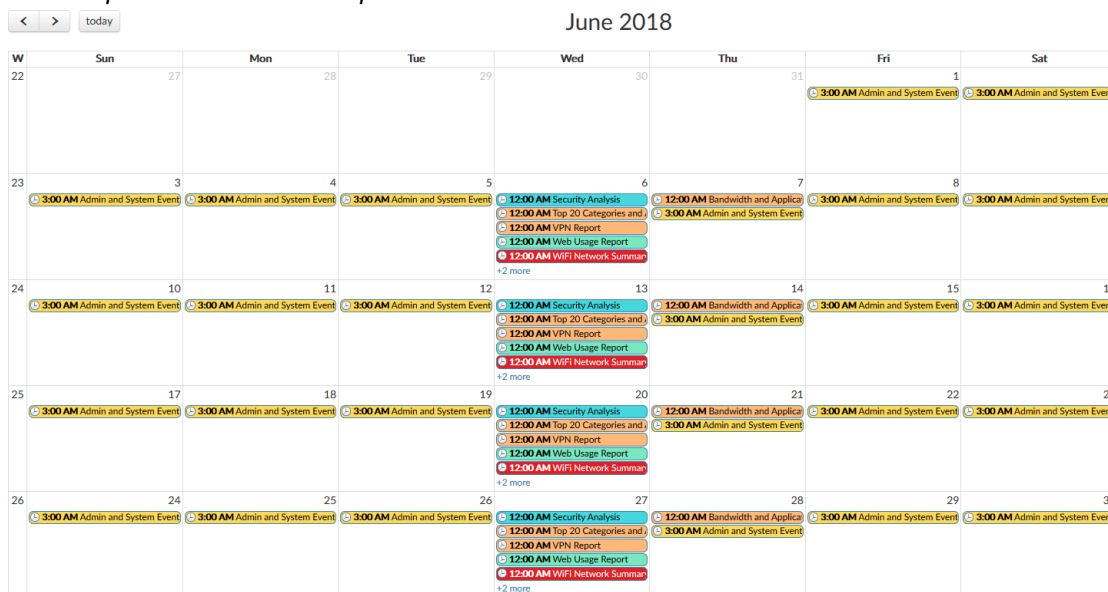 today
June 2018
W Sun Mon Tue Wed Thu Fri Sat
22 27 28 29 30 31 1
3:00 AM Admin and System Event 3:00 AM Admin and System Ever
23 3 4 5 6 7 8
3:00 AM Admin and System Event 3:00 AM Admin and System Event 3:00 AM Admin and System Event 12:00 AM Security Analysis 12:00 AM Bandwidth and Applica 3:00 AM Admin and System Event 3:00 AM Admin and System Ever
12:00 AM Top 20 Categories and 3:00 AM Admin and System Event
12:00 AM VPN Report
12:00 AM Web Usage Report
12:00 AM WiFi Network Summar
+2 more
24 10 11 12 13 14 15 1
3:00 AM Admin and System Event 3:00 AM Admin and System Event 3:00 AM Admin and System Event 12:00 AM Security Analysis 12:00 AM Bandwidth and Applica 3:00 AM Admin and System Event 3:00 AM Admin and System Ever
12:00 AM Top 20 Categories and 3:00 AM Admin and System Event
12:00 AM VPN Report
12:00 AM Web Usage Report
12:00 AM WiFi Network Summar
+2 more
25 17 18 19 20 21 22 2
3:00 AM Admin and System Event 3:00 AM Admin and System Event 3:00 AM Admin and System Event 12:00 AM Security Analysis 12:00 AM Bandwidth and Applica 3:00 AM Admin and System Event 3:00 AM Admin and System Ever
12:00 AM Top 20 Categories and 3:00 AM Admin and System Event
12:00 AM VPN Report
12:00 AM Web Usage Report
12:00 AM WiFi Network Summar
+2 more
26 24 25 26 27 28 29 3
3:00 AM Admin and System Event 3:00 AM Admin and System Event 3:00 AM Admin and System Event 12:00 AM Security Analysis 12:00 AM Bandwidth and Applica 3:00 AM Admin and System Event 3:00 AM Admin and System Ever
12:00 AM Top 20 Categories and 3:00 AM Admin and System Event
12:00 AM VPN Report
12:00 AM Web Usage Report
12:00 AM WiFi Network Summar
+2 more